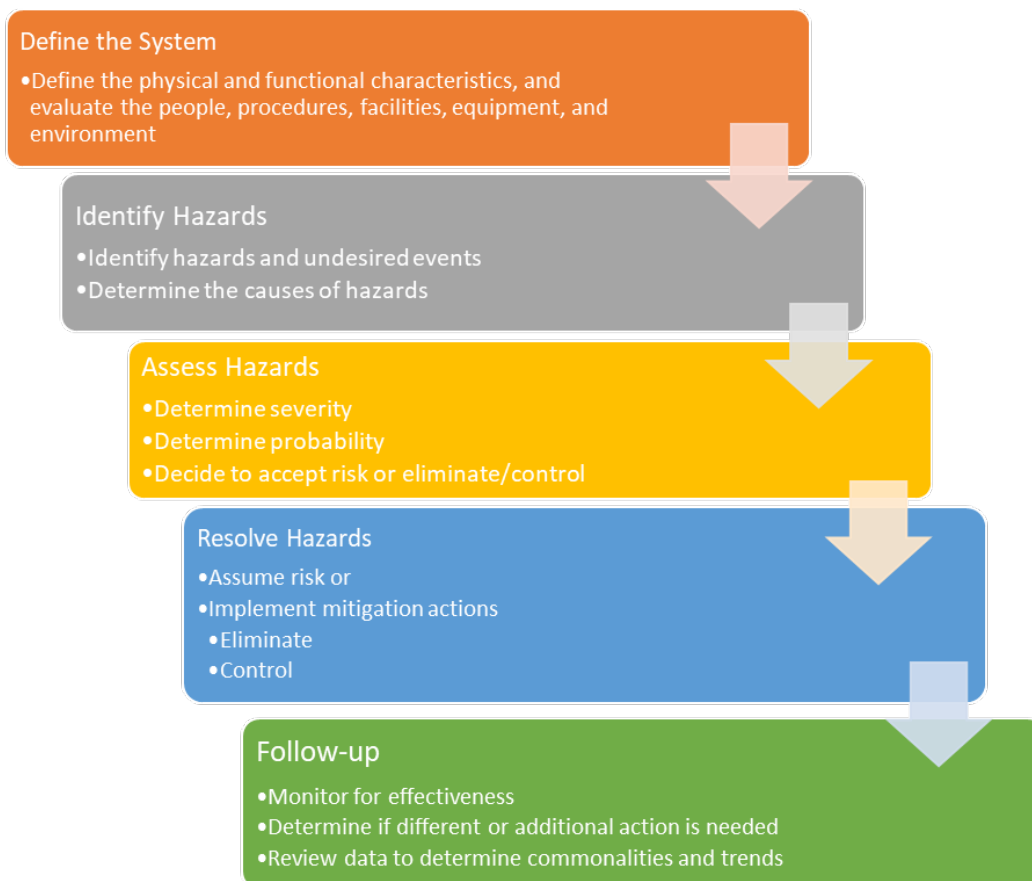 Define the System
•Define the physical and functional characteristics, and
evaluate the people, procedures, facilities, equipment, and
environment
Identify Hazards
•Identify hazards and undesired events
•Determine the causes of hazards
Assess Hazards
•Determine severity
•Determine probability
•Decide to accept risk or eliminate/control
Resolve Hazards
•Assume risk or
•Implement mitigation actions
•Eliminate
•Control
Follow-up
•Monitor for effectiveness
•Determine if different or additional action is needed
•Review data to determine commonalities and trends